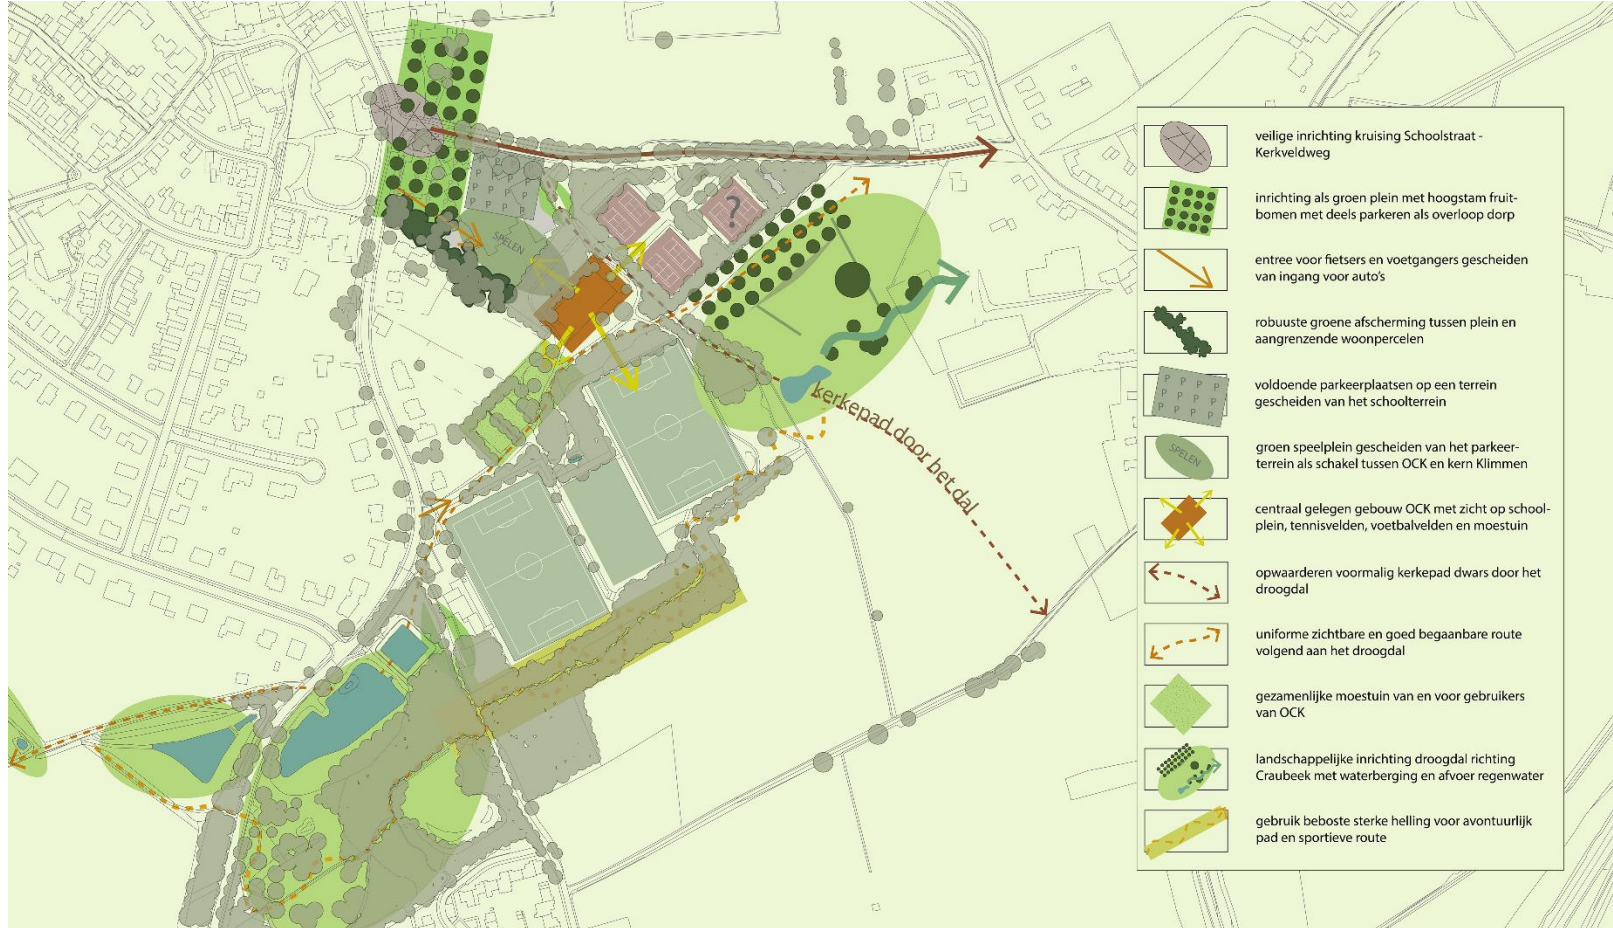 SPELEN
?
kerkepad door het dal
P P P P
P P P P
P P P P
veilige inrichting kruising Schoolstraat -
Kerkveldweg
inrichting als groen plein met hoogstam fruit-
bomen met deels parkeren als overloop dorp
entree voor fietsers en voetgangers gescheiden
van ingang voor auto's
robuuste groene afscherming tussen plein en
aangrenzende woonpercelen
P P P P
P P P P
P P P P
voldoende parkeerplaatsen op een terrein
gescheiden van het schoolterrein
SPELEN
groen speelplein gescheiden van het parkeer-
terrein als schakel tussen OCK en kern Klimmen
centraal gelegen gebouw OCK met zicht op school-
plein, tennisvelden, voetbalvelden en moestuin
opwaarderen voormalig kerkepad dwars door het
droogdal
uniforme zichtbare en goed begaanbare route
volgend aan het droogdal
gezamenlijke moestuin van en voor gebruikers
van OCK
landschappelijke inrichting droogdal richting
Craubeek met waterberging en afvoer regenwater
gebruik beboste sterke helling voor avontuurlijk
pad en sportieve route